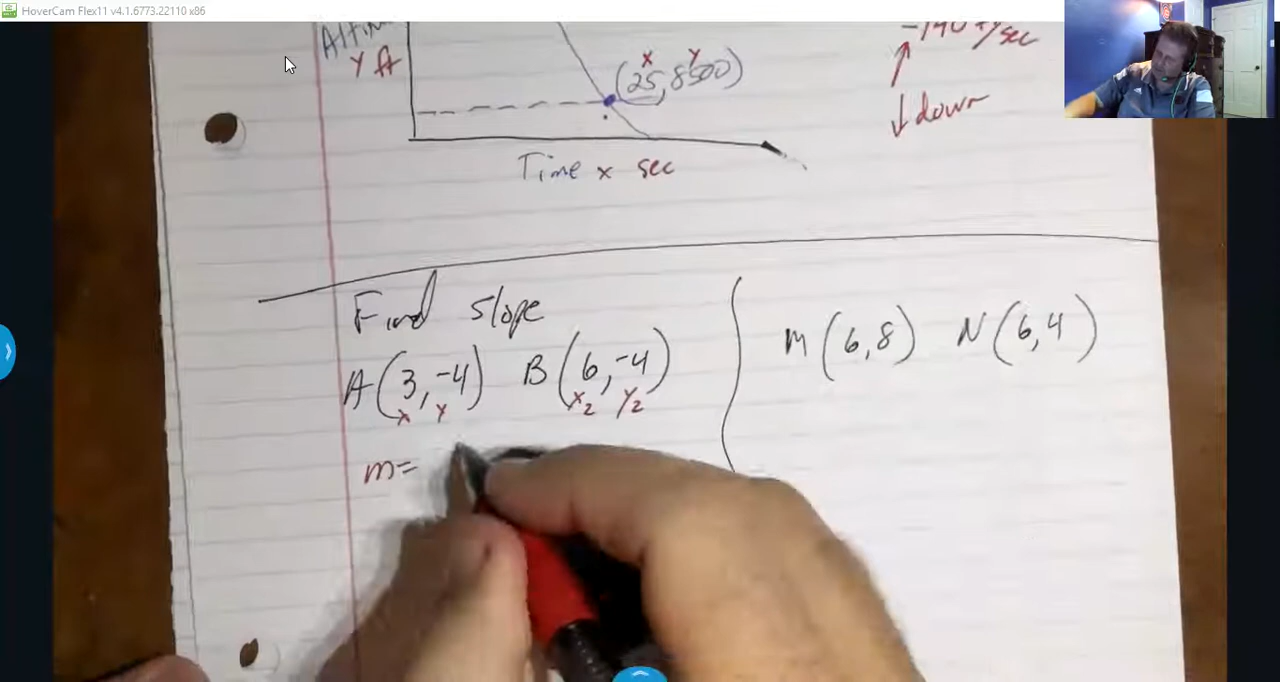 HoverCam Flex11 v4.1.6773.22110 x86
y ft
x y
(25, 8500)
-140 ft/sec
↓ down
Time x sec
Find slope
A(3, -4) B(6, -4)
x y x2 y2
M(6, 8) N(6, 4)
m=